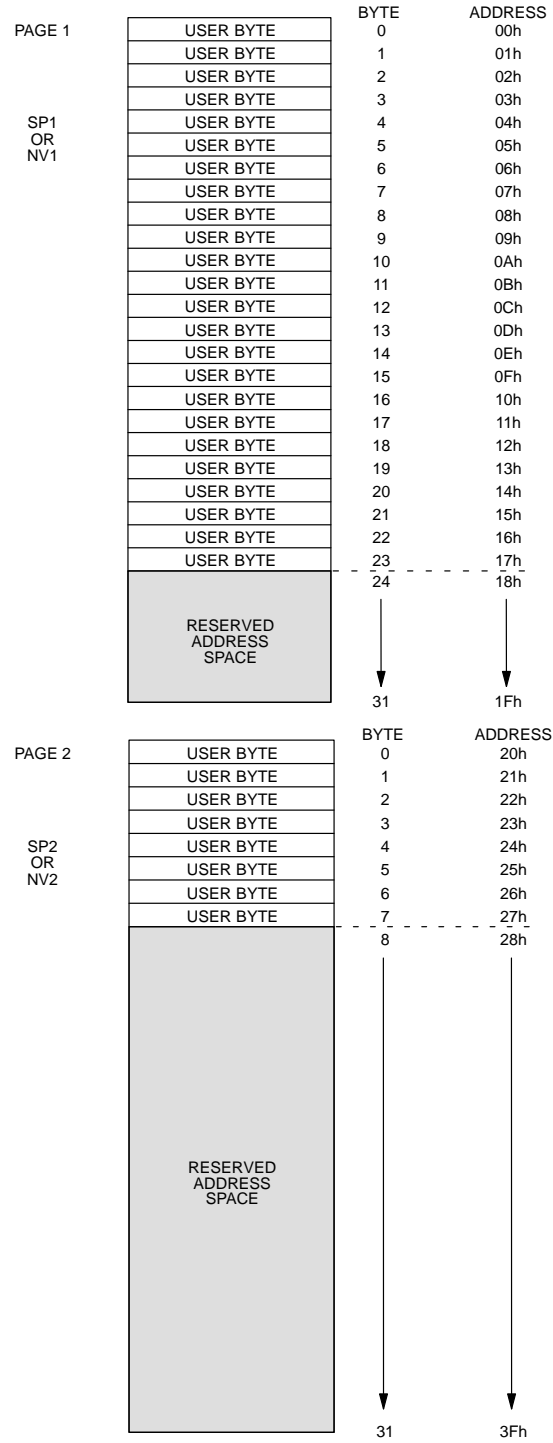 BYTE ADDRESS
PAGE 1 USER BYTE 0 00h
USER BYTE 1 01h
USER BYTE 2 02h
USER BYTE 3 03h
SP1 USER BYTE 4 04h
OR
NV1 USER BYTE 5 05h
USER BYTE 6 06h
USER BYTE 7 07h
USER BYTE 8 08h
USER BYTE 9 09h
USER BYTE 10 0Ah
USER BYTE 11 0Bh
USER BYTE 12 0Ch
USER BYTE 13 0Dh
USER BYTE 14 0Eh
USER BYTE 15 0Fh
USER BYTE 16 10h
USER BYTE 17 11h
USER BYTE 18 12h
USER BYTE 19 13h
USER BYTE 20 14h
USER BYTE 21 15h
USER BYTE 22 16h
USER BYTE 23 17h
24 18h
RESERVED
ADDRESS
SPACE
31 1Fh
BYTE ADDRESS
PAGE 2 USER BYTE 0 20h
USER BYTE 1 21h
USER BYTE 2 22h
USER BYTE 3 23h
SP2 USER BYTE 4 24h
OR
NV2 USER BYTE 5 25h
USER BYTE 6 26h
USER BYTE 7 27h
8 28h
RESERVED
ADDRESS
SPACE
31 3Fh